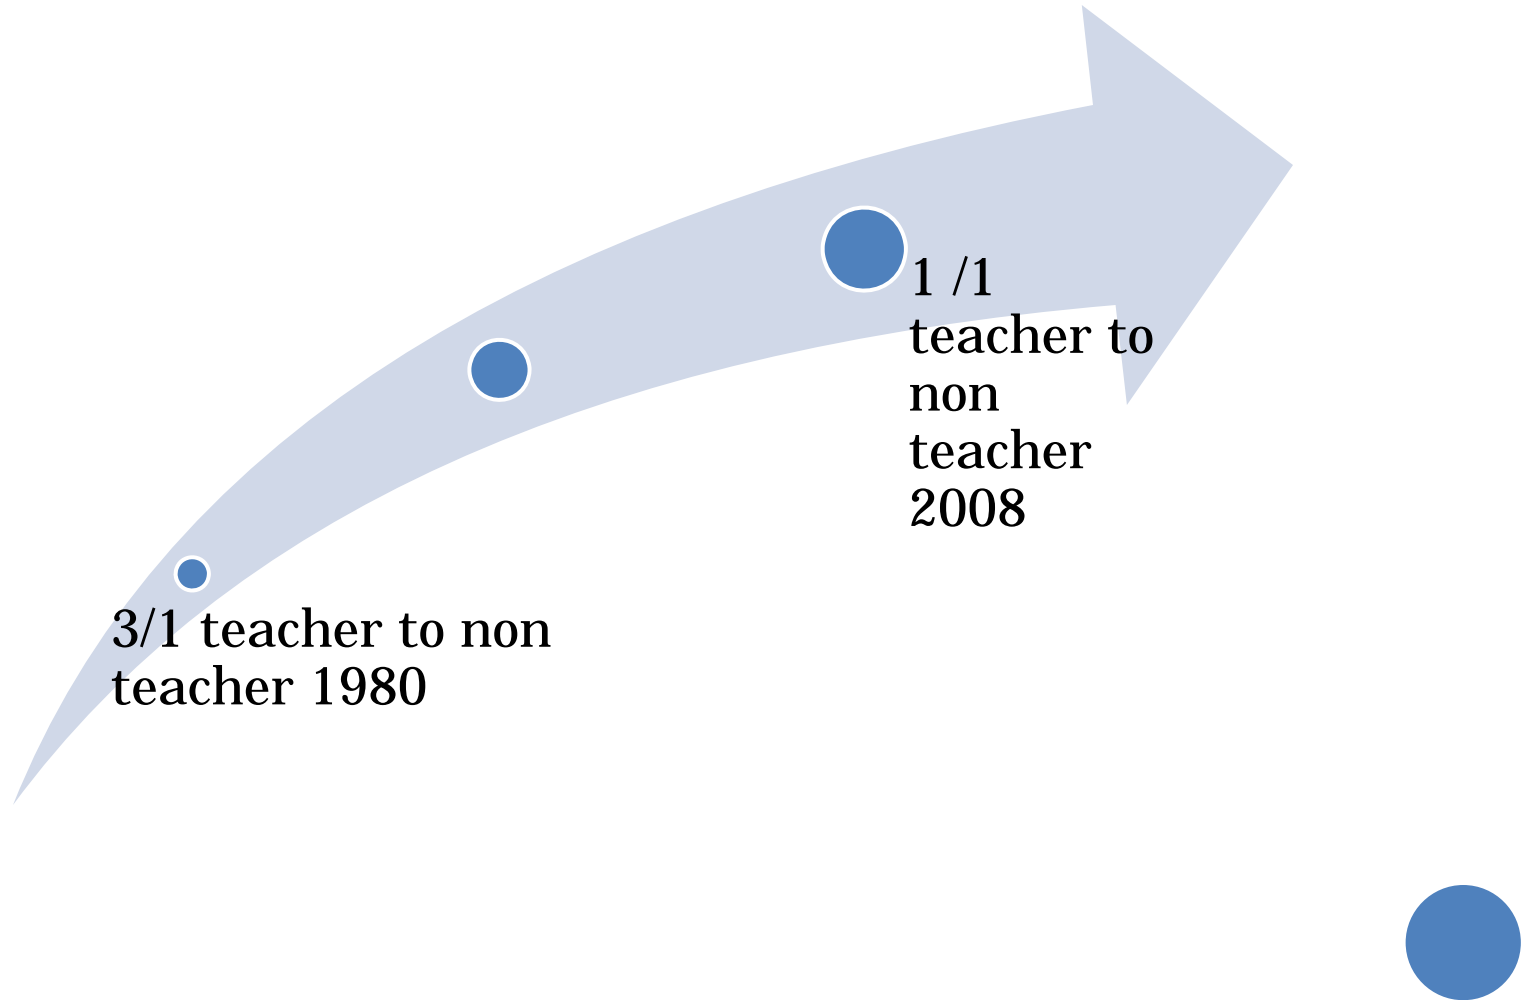 1 /1
teacher to
non
teacher
2008
3/1 teacher to non
teacher 1980